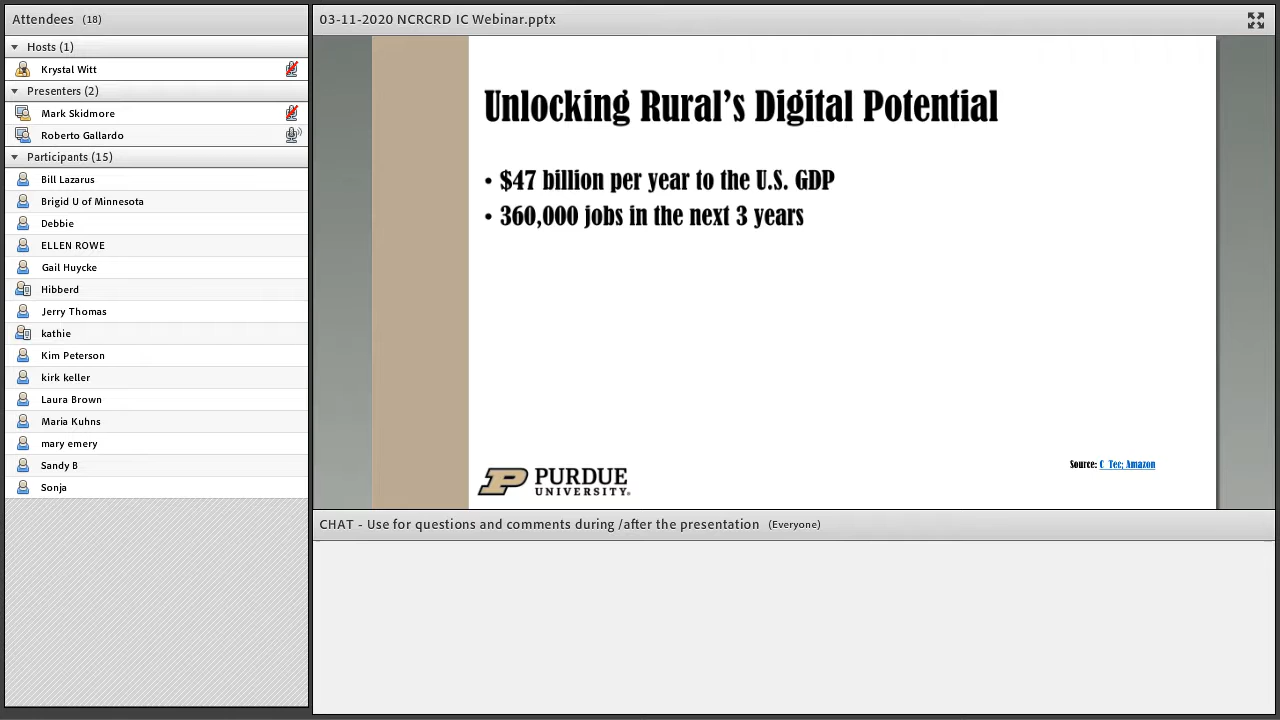 Attendees (18)
Hosts (1)
Krystal Witt
Presenters (2)
Mark Skidmore
Roberto Gallardo
Participants (15)
Bill Lazarus
Brigid U of Minnesota
Debbie
ELLEN ROWE
Gail Huycke
Hibberd
Jerry Thomas
kathie
Kim Peterson
kirk keller
Laura Brown
Maria Kuhns
mary emery
Sandy B
Sonja
03-11-2020 NCRCRD IC Webinar.pptx
Unlocking Rural's Digital Potential
• $47 billion per year to the U.S. GDP
• 360,000 jobs in the next 3 years
Source: C_Tec; Amazon
PURDUE
UNIVERSITY.
CHAT - Use for questions and comments during /after the presentation (Everyone)